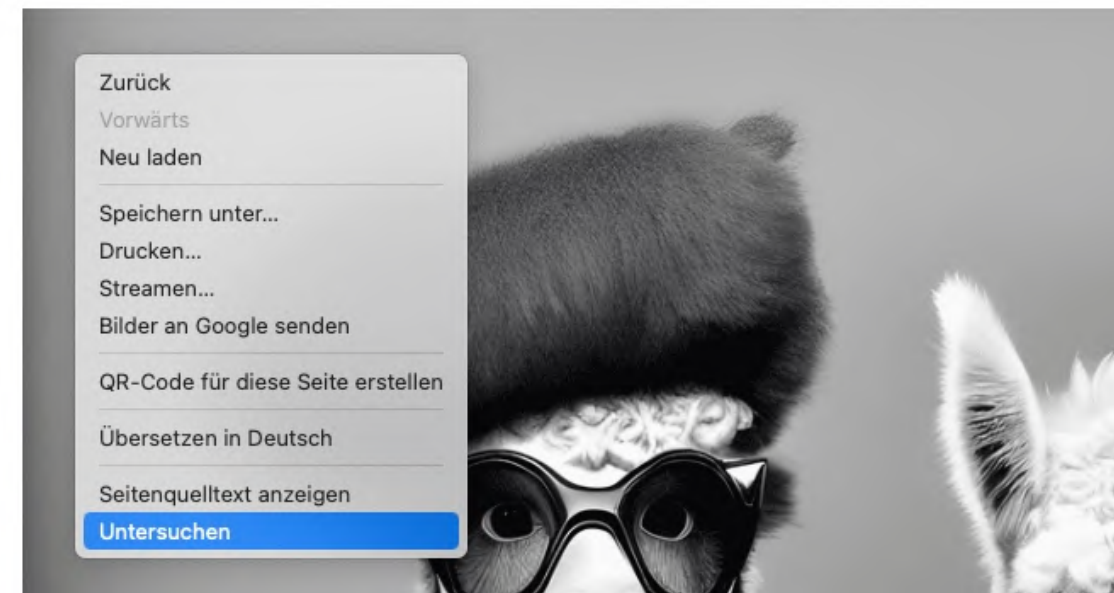 Zurück
Vorwärts
Neu laden
Speichern unter...
Drucken...
Streamen...
Bilder an Google senden
QR-Code für diese Seite erstellen
Übersetzen in Deutsch
Seitenquelltext anzeigen
Untersuchen